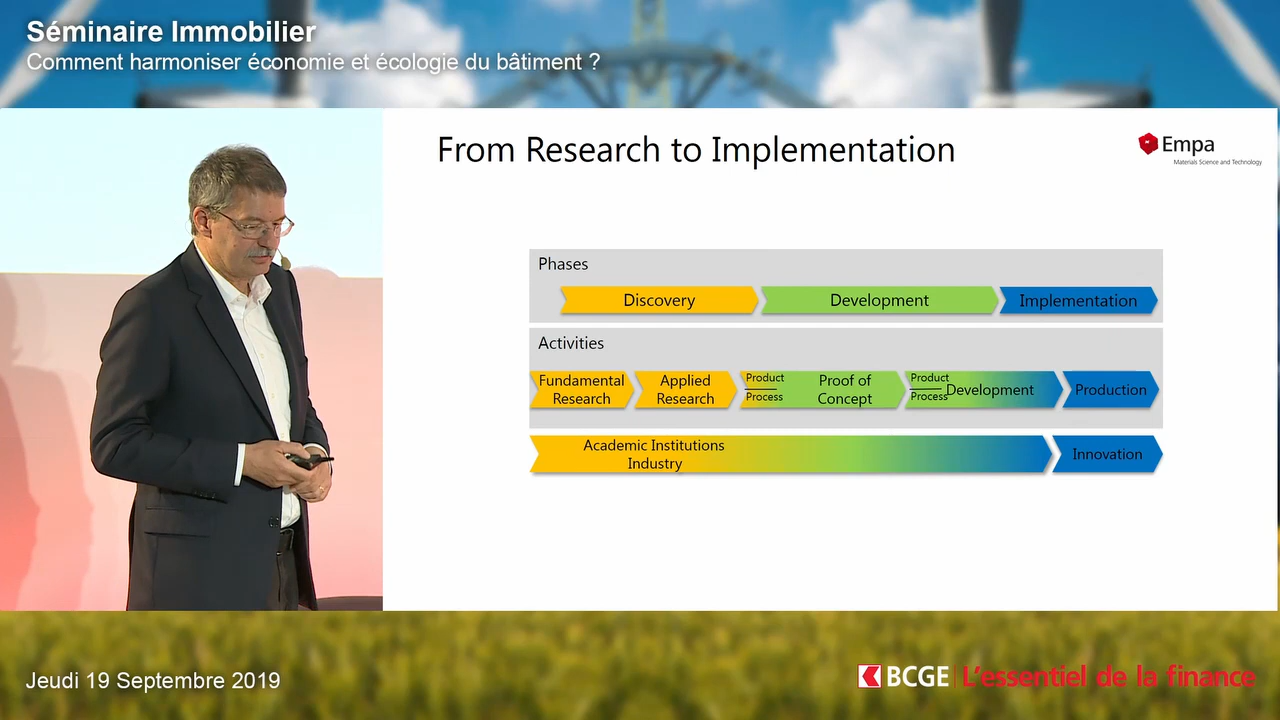 Séminaire Immobilier
Comment harmoniser économie et écologie du bâtiment ?
From Research to Implementation
Empa
Materials Science and Technology
Phases
Discovery
Development
Implementation
Activities
Fundamental
Research
Applied
Research
Product
Process
Proof of
Concept
Product
Process
Development
Production
Academic Institutions
Industry
Innovation
Jeudi 19 Septembre 2019
BCGE L'essentiel de la finance